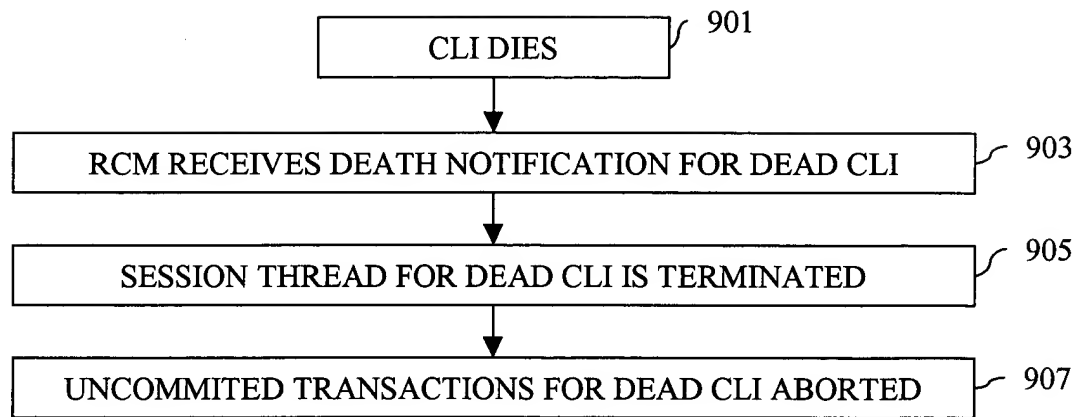 CLI DIES
901
RCM RECEIVES DEATH NOTIFICATION FOR DEAD CLI
903
SESSION THREAD FOR DEAD CLI IS TERMINATED
905
UNCOMMITED TRANSACTIONS FOR DEAD CLI ABORTED
907